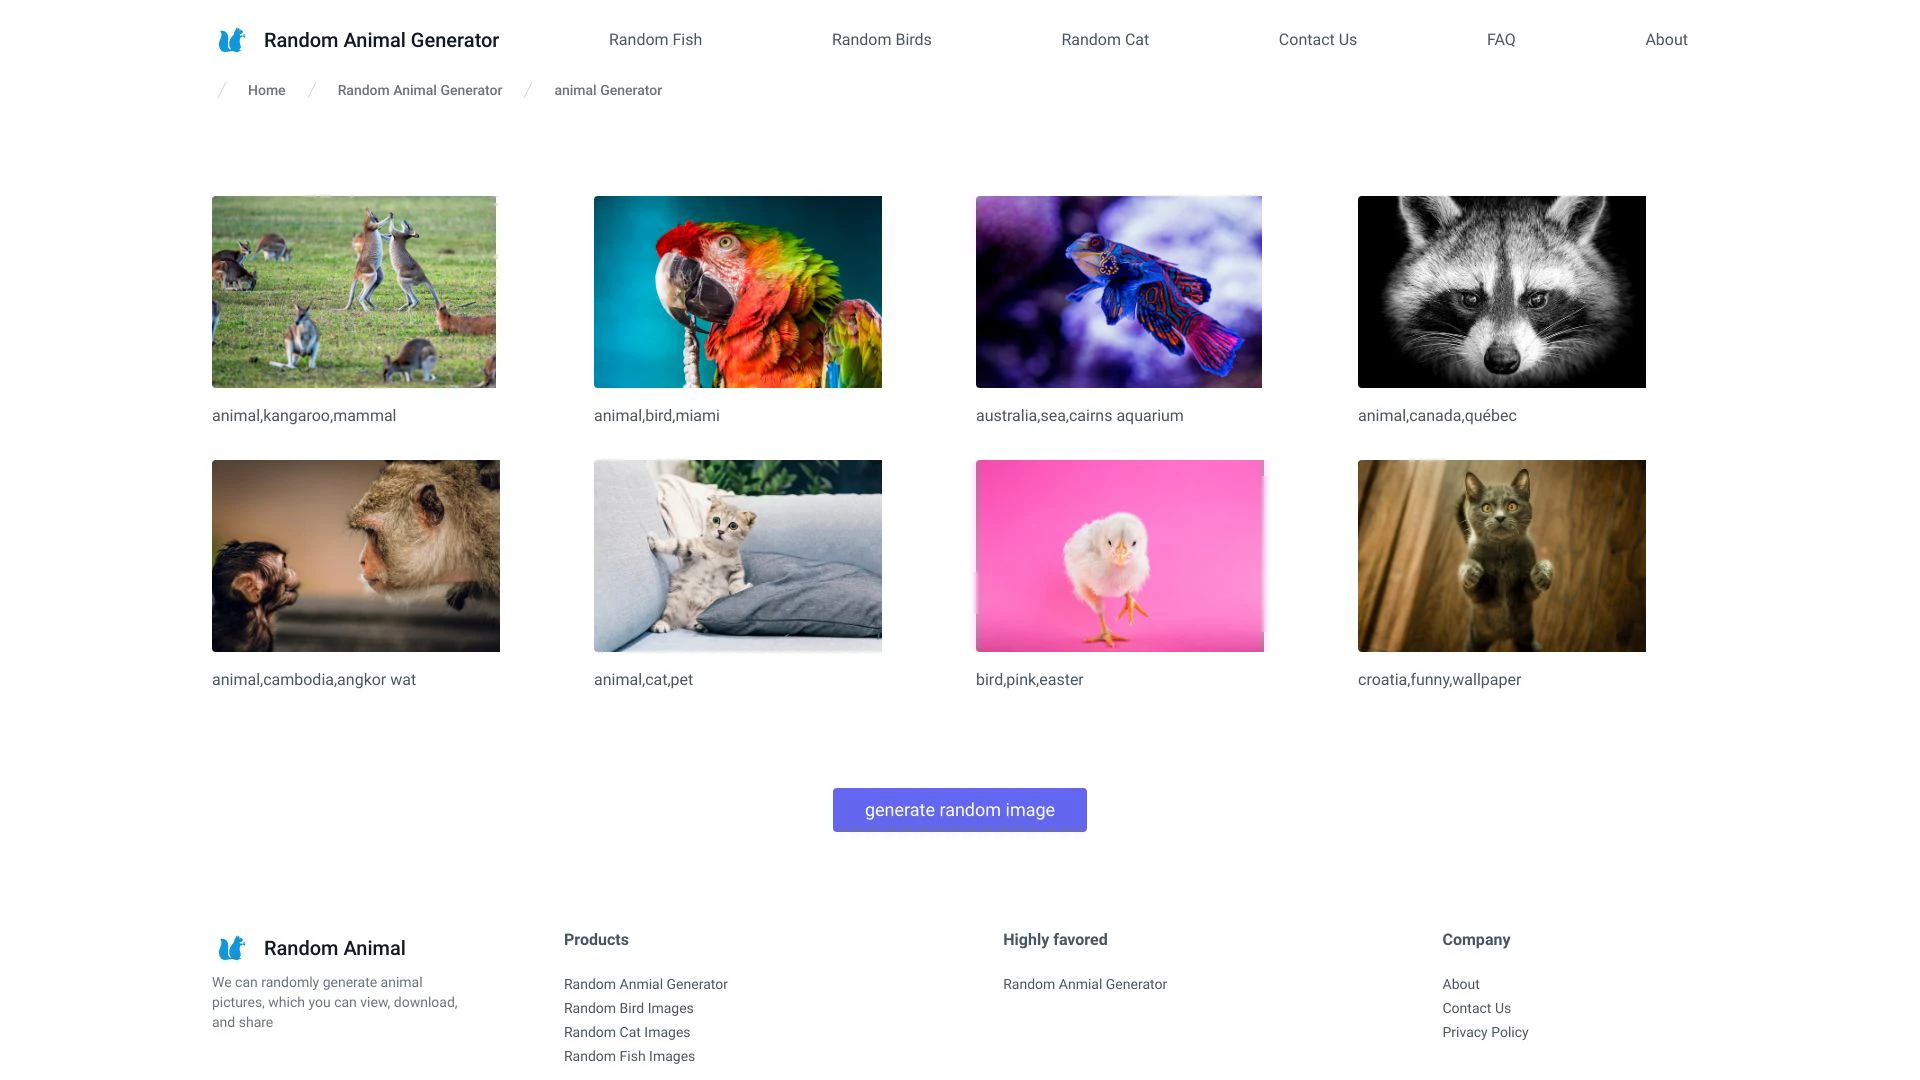 Random Animal Generator
Random Fish
Random Birds
Random Cat
Contact Us
FAQ
About
Home
Random Animal Generator
animal Generator
animal,kangaroo,mammal
animal,bird,miami
australia,sea,cairns aquarium
animal,canada,québec
animal,cambodia,angkor wat
animal,cat,pet
bird,pink,easter
croatia,funny,wallpaper
generate random image
Random Animal
We can randomly generate animal
pictures, which you can view, download,
and share
Products
Random Anmial Generator
Random Bird Images
Random Cat Images
Random Fish Images
Highly favored
Random Anmial Generator
Company
About
Contact Us
Privacy Policy